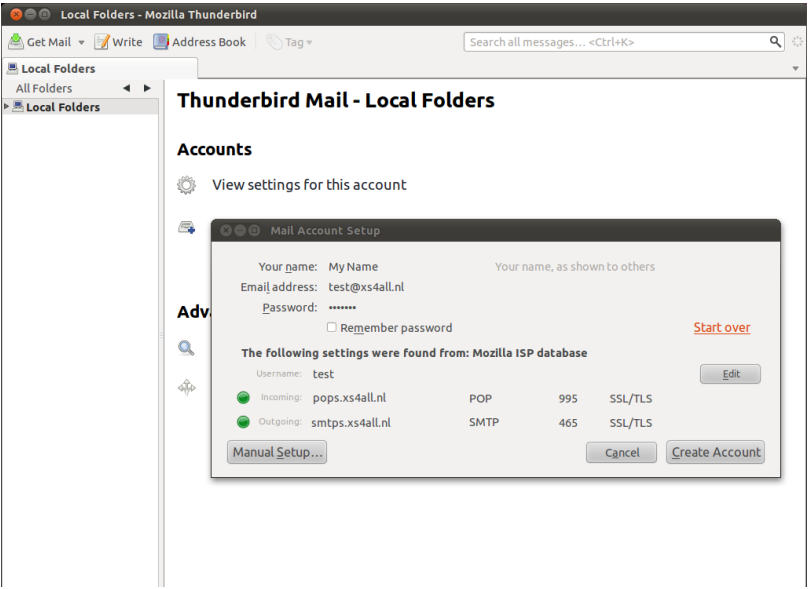 Local Folders - Mozilla Thunderbird
Get Mail Write Address Book Tag Search all messages... <Ctrl+K>
Local Folders
All Folders
Local Folders
Thunderbird Mail - Local Folders
Accounts
View settings for this account
Mail Account Setup
Your name: My Name Your name, as shown to others
Email address: test@xs4all.nl
Password: •••••••
Remember password Start over
The following settings were found from: Mozilla ISP database
Username: test Edit
Incoming: pops.xs4all.nl POP 995 SSL/TLS
Outgoing: smtps.xs4all.nl SMTP 465 SSL/TLS
Manual Setup... Cancel Create Account